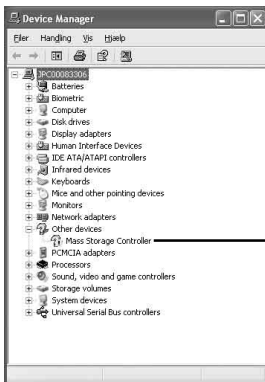 Device Manager
Filer Handling Vis Hjælp
JPC00083306
Batteries
Biometric
Computer
Disk drives
Display adapters
Human Interface Devices
IDE ATA/ATAPI controllers
Infrared devices
Keyboards
Mice and other pointing devices
Monitors
Network adapters
Other devices
Mass Storage Controller
PCMCIA adapters
Processors
Sound, video and game controllers
Storage volumes
System devices
Universal Serial Bus controllers